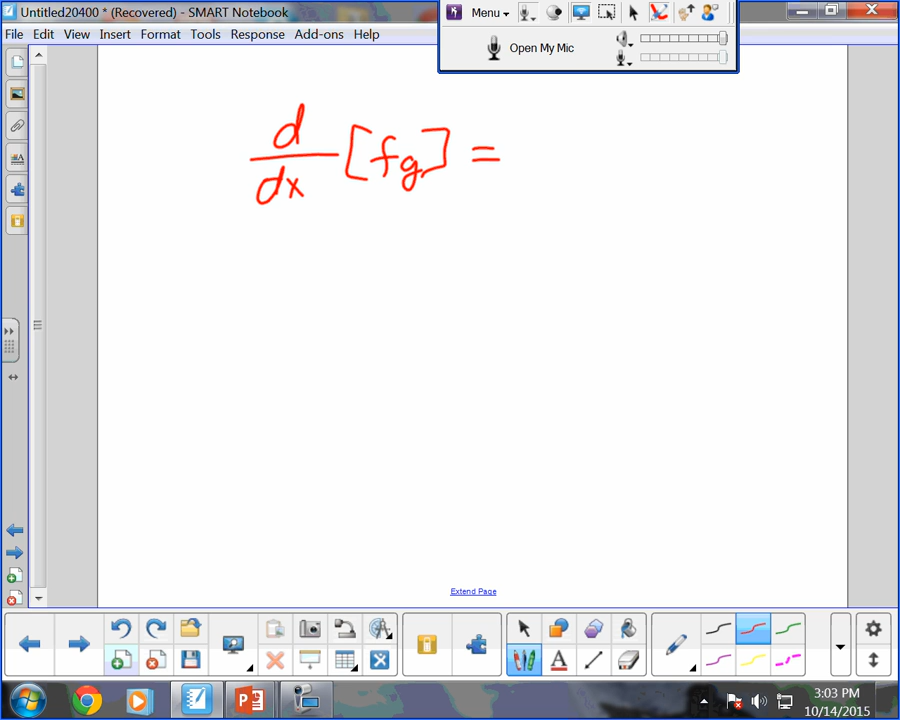 Untitled20400 * (Recovered) - SMART Notebook
Menu
File Edit View Insert Format Tools Response Add-ons Help
Open My Mic
d/dx [fg] =
Extend Page
3:03 PM
10/14/2015